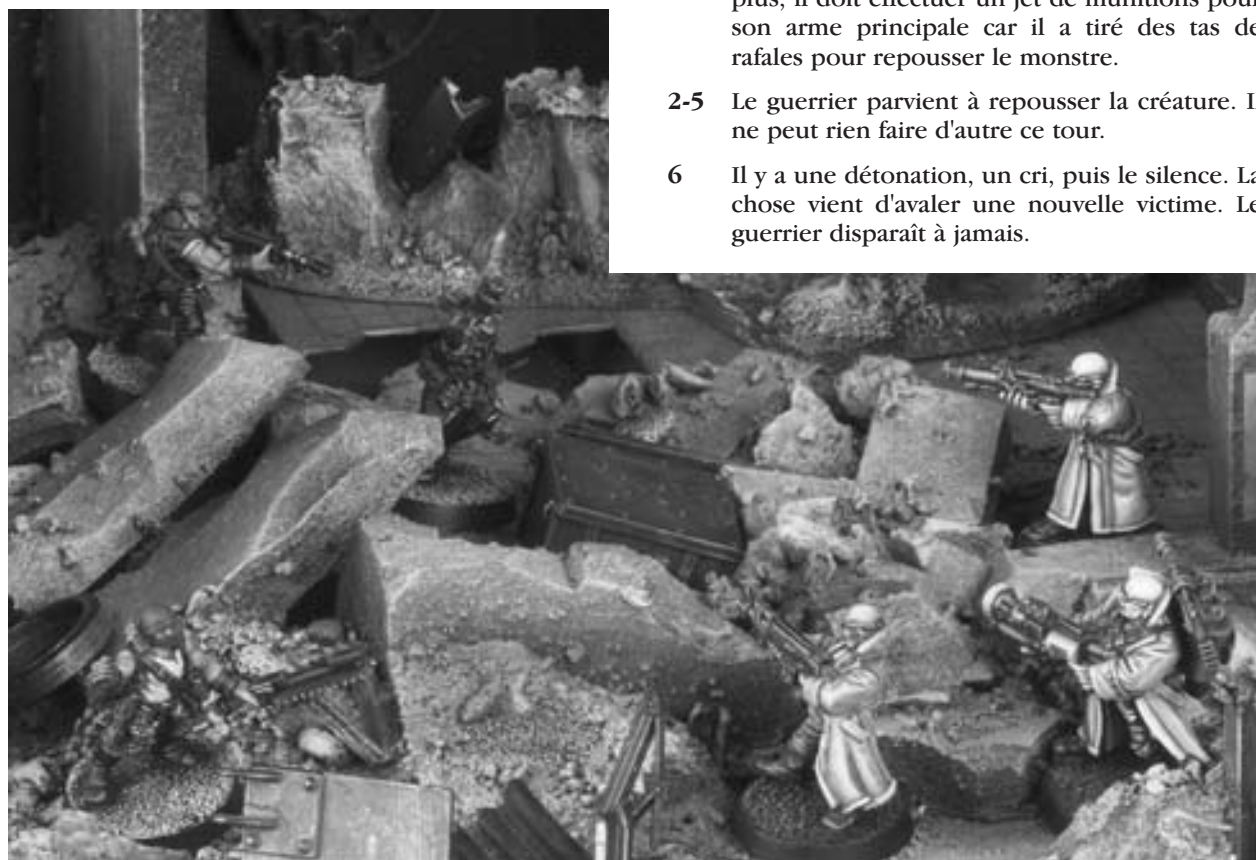 plus, il doit effectuer un jet de munitions pour
son arme principale car il a tiré des tas de
rafales pour repousser le monstre.
2-5 Le guerrier parvient à repousser la créature. Il
ne peut rien faire d'autre ce tour.
6 Il y a une détonation, un cri, puis le silence. La
chose vient d'avaler une nouvelle victime. Le
guerrier disparaît à jamais.